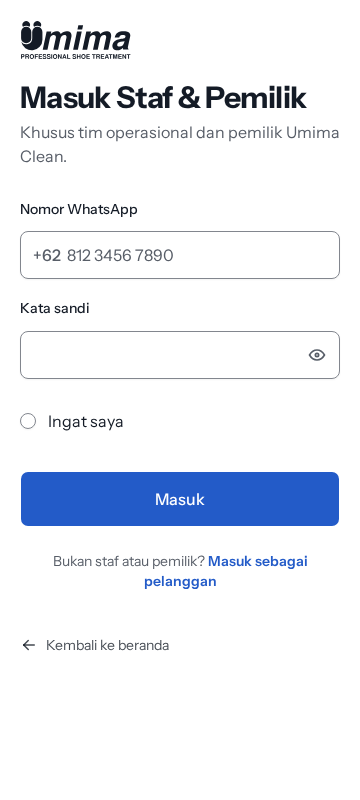 Umima
PROFESSIONAL SHOE TREATMENT
Masuk Staf & Pemilik
Khusus tim operasional dan pemilik Umima
Clean.
Nomor WhatsApp
+62 812 3456 7890
Kata sandi
Ingat saya
Masuk
Bukan staf atau pemilik? Masuk sebagai
pelanggan
Kembali ke beranda